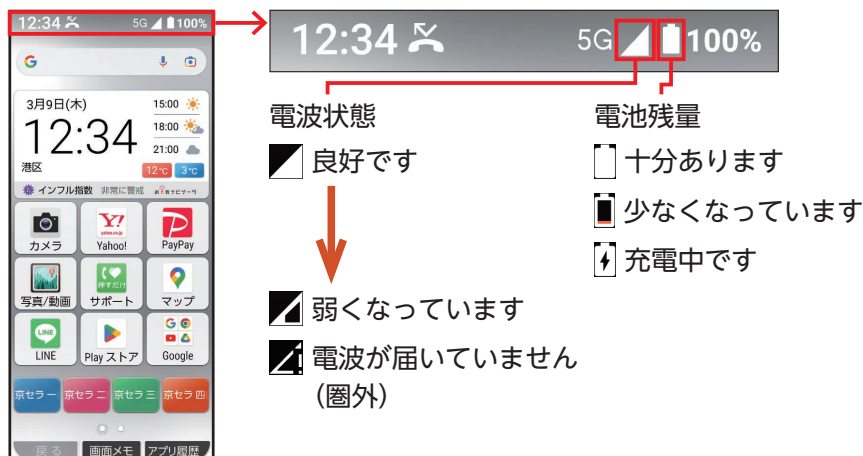 12:34 5G 100%
12:34 5G 100%
3月9日(木)
12:34
港区
15:00
18:00
21:00
12℃ 3℃
インフル指数 非常に警戒
カメラ
Yahoo!
PayPay
写真/動画
押すだけ
サポート
マップ
LINE
LINE
Play ストア
Google
京セラ一
京セラ二
京セラ三
京セラ四
戻る
画面メモ
アプリ履歴
電波状態
良好です
弱くなっています
電波が届いていません
(圏外)
電池残量
十分あります
少なくなっています
充電中です